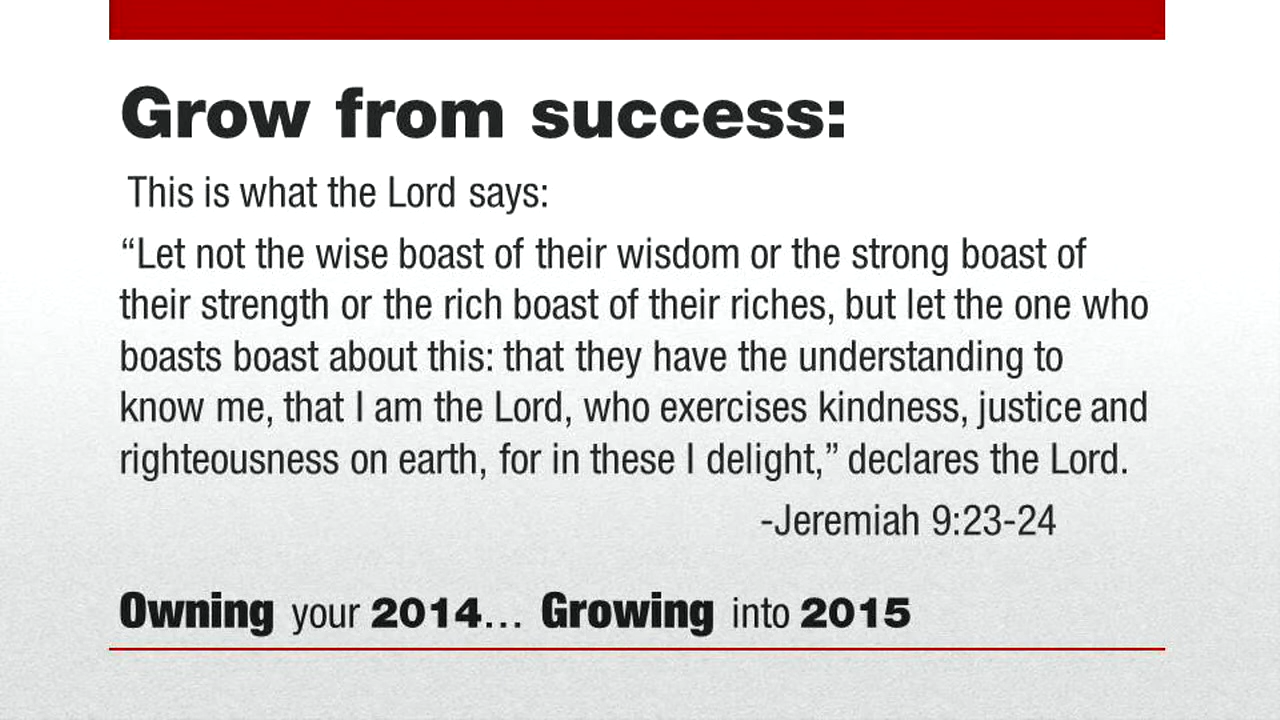 Grow from success:
This is what the Lord says:
“Let not the wise boast of their wisdom or the strong boast of
their strength or the rich boast of their riches, but let the one who
boasts boast about this: that they have the understanding to
know me, that I am the Lord, who exercises kindness, justice and
righteousness on earth, for in these I delight,” declares the Lord.
-Jeremiah 9:23-24
Owning your 2014… Growing into 2015